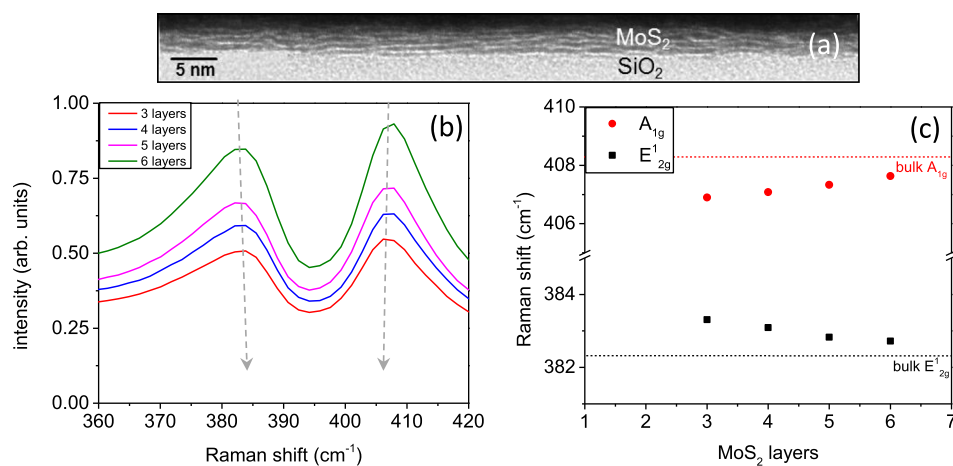 MoS₂
(a)
5 nm
SiO₂
1.00
0.75
0.50
0.25
0.00
intensity (arb. units)
3 layers
4 layers
5 layers
6 layers
(b)
360 370 380 390 400 410 420
Raman shift (cm⁻¹)
410
408
406
384
382
Raman shift (cm⁻¹)
A₁g
E¹₂g
(c)
bulk A₁g
bulk E¹₂g
1 2 3 4 5 6 7
MoS₂ layers